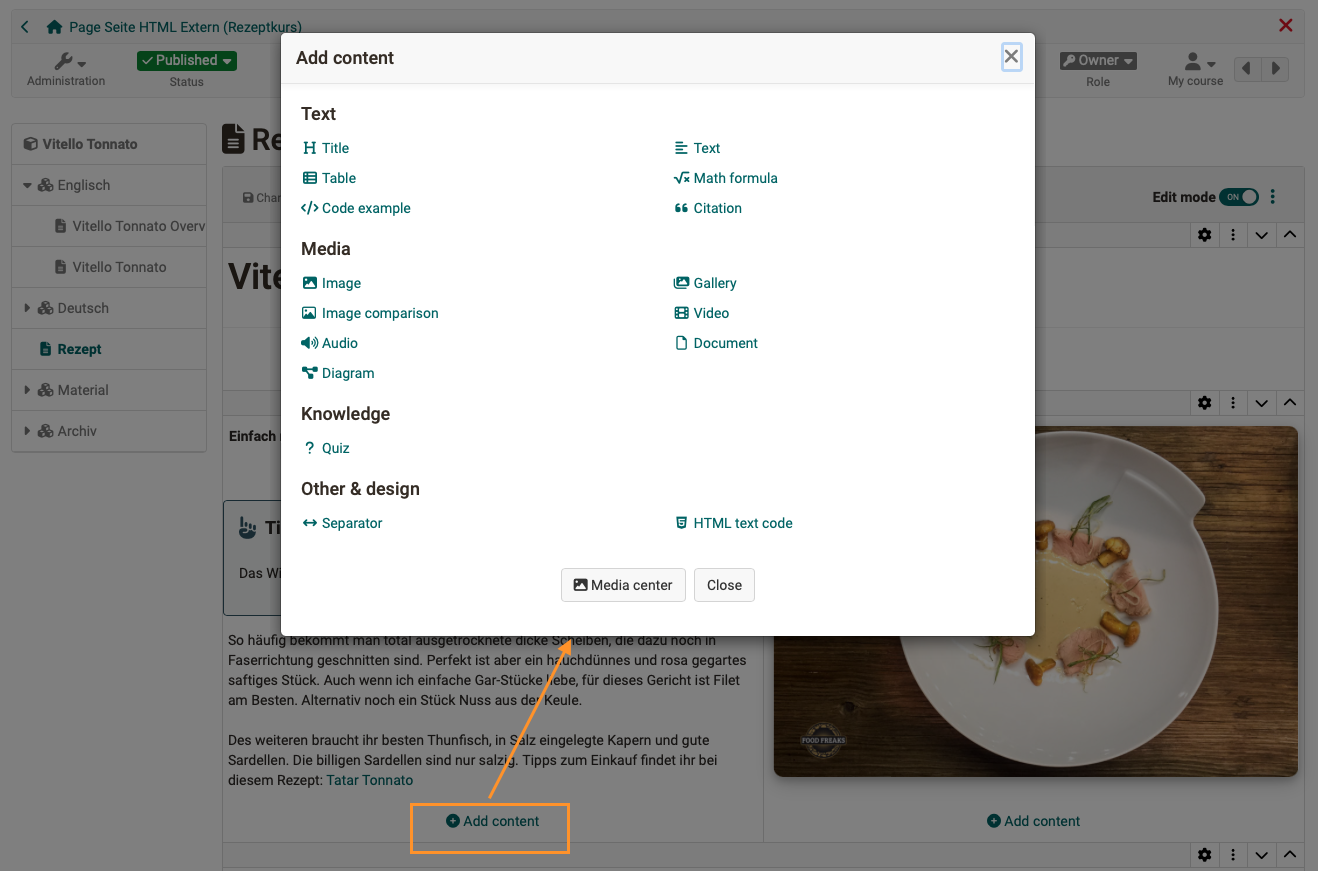 Page Seite HTML Extern (Rezeptkurs)
Administration
Published
Status
Owner
Role
My course
Add content
Text
Title
Text
Table
Math formula
Code example
Citation
Media
Image
Gallery
Image comparison
Video
Audio
Document
Diagram
Knowledge
Quiz
Other & design
Separator
HTML text code
Media center
Close
Vitello Tonnato
Englisch
Vitello Tonnato Overv
Vitello Tonnato
Deutsch
Rezept
Material
Archiv
Re
Char
Edit mode ON
Vite
Einfach
Ti
Das Wi
So häufig bekommt man total ausgetrocknete dicke Scheiben, die dazu noch in
Faserrichtung geschnitten sind. Perfekt ist aber ein hauchdünnes und rosa gegartes
saftiges Stück. Auch wenn ich einfache Gar-Stücke liebe, für dieses Gericht ist Filet
am Besten. Alternativ noch ein Stück Nuss aus der Keule.
Des weiteren braucht ihr besten Thunfisch, in Salz eingelegte Kapern und gute
Sardellen. Die billigen Sardellen sind nur salzig. Tipps zum Einkauf findet ihr bei
diesem Rezept: Tatar Tonnato
FOOD FREAKS
Add content
Add content